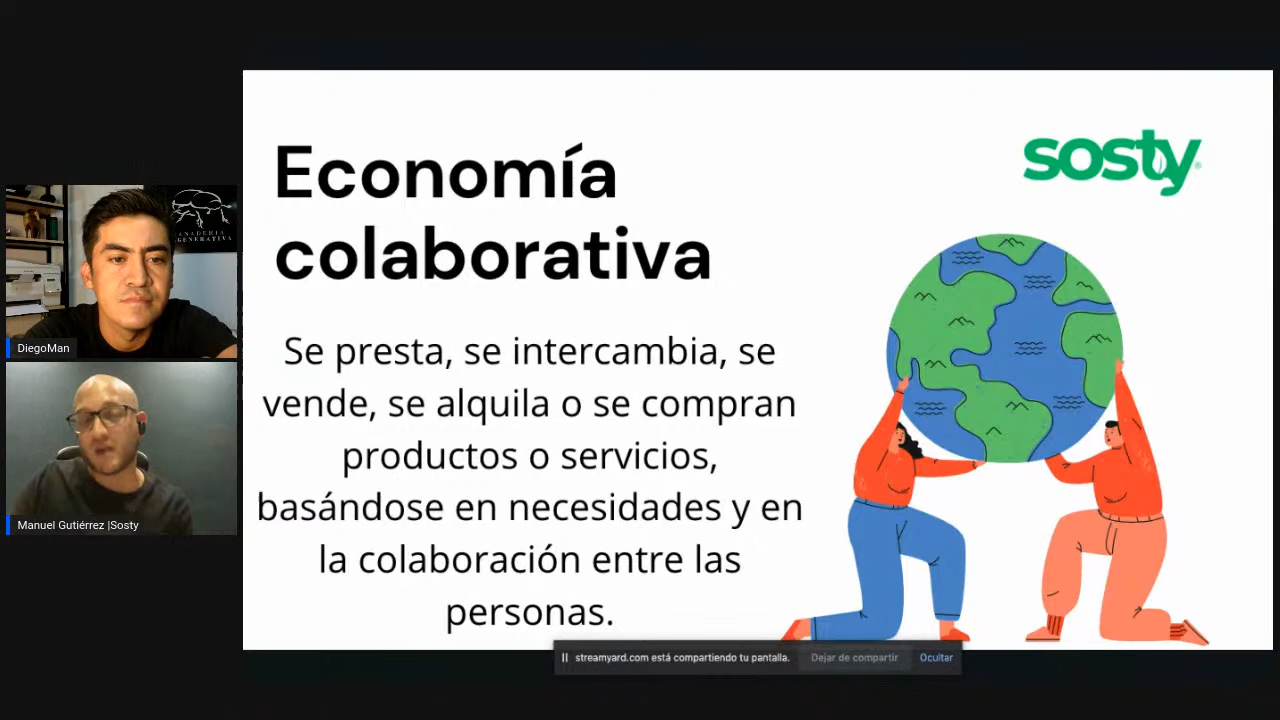 Economía
colaborativa
sosty
Se presta, se intercambia, se
vende, se alquila o se compran
productos o servicios,
basándose en necesidades y en
la colaboración entre las
personas.
GENERATIVA
DiegoMan
Manuel Gutiérrez |Sosty
streamyard.com está compartiendo tu pantalla.
Dejar de compartir
Ocultar